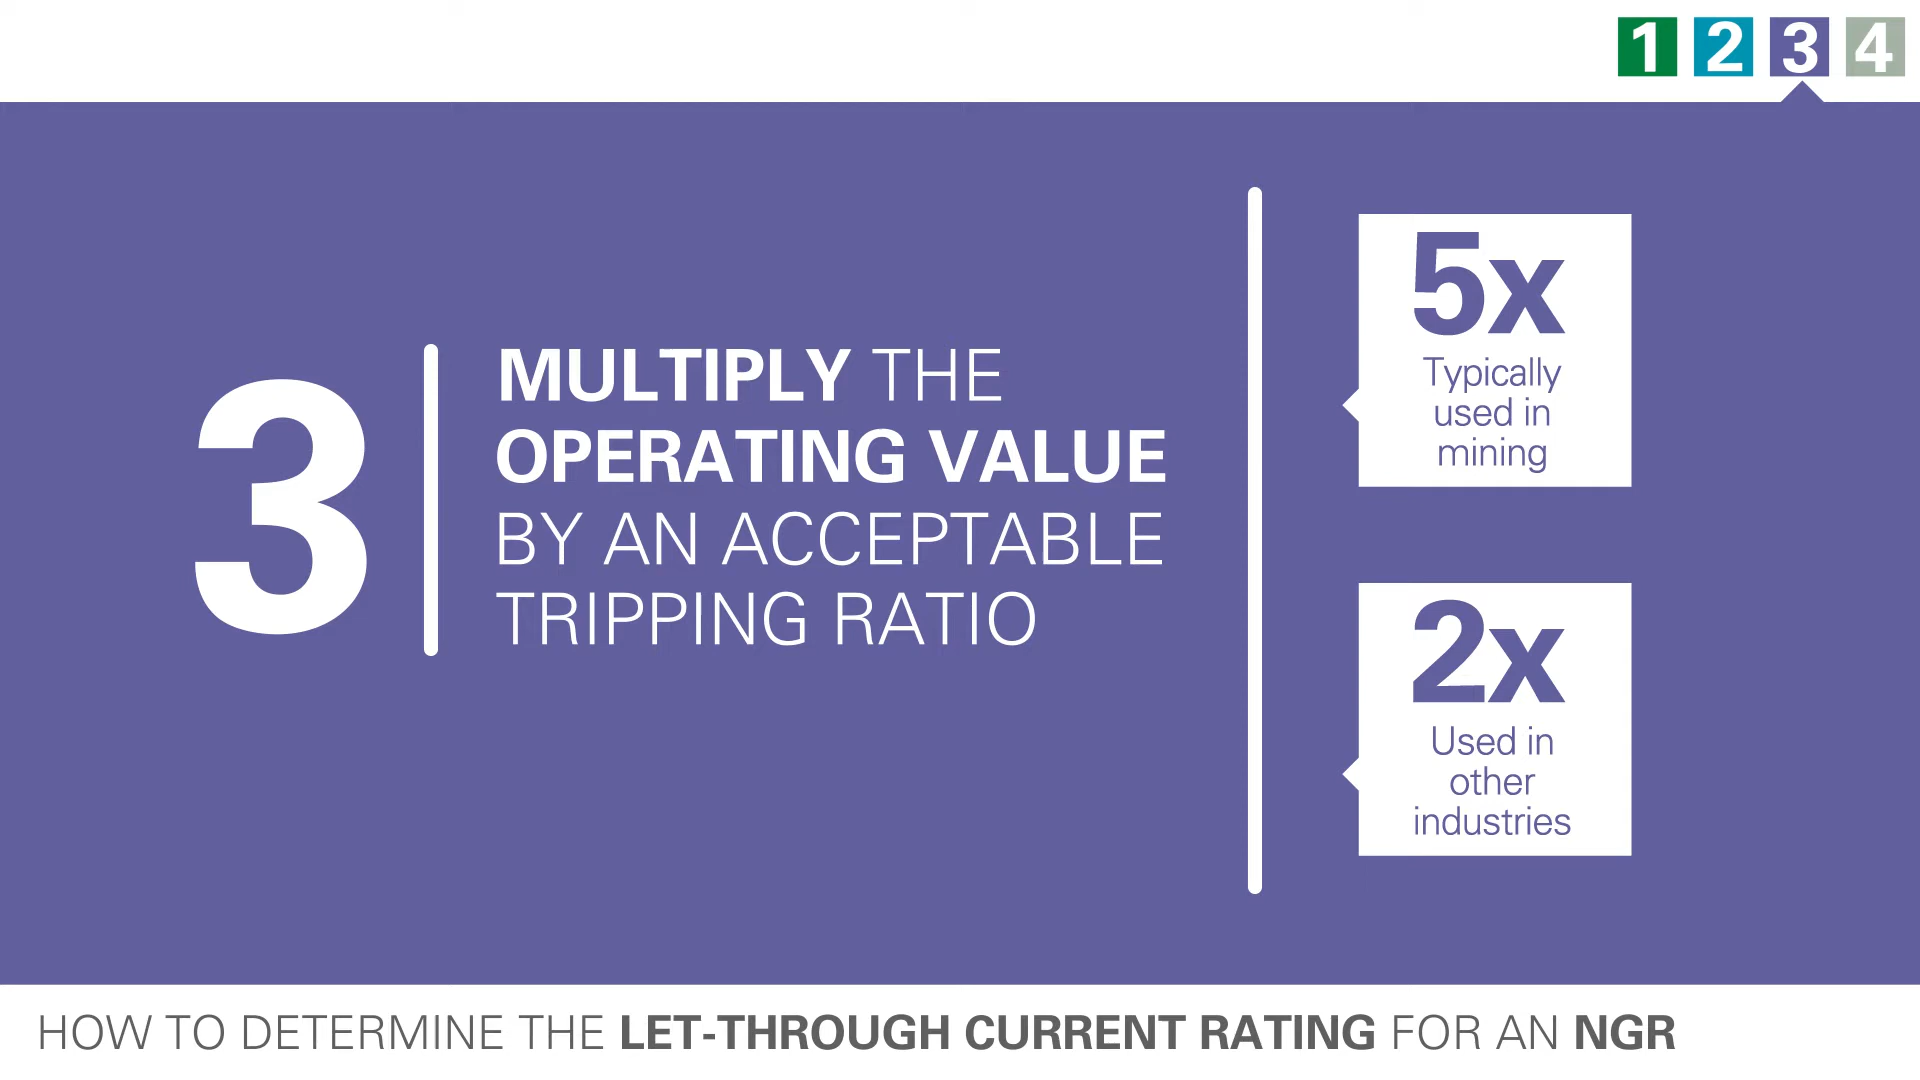 1 2 3 4
3
MULTIPLY THE
OPERATING VALUE
BY AN ACCEPTABLE
TRIPPING RATIO
5x
Typically
used in
mining
2x
Used in
other
industries
HOW TO DETERMINE THE LET-THROUGH CURRENT RATING FOR AN NGR